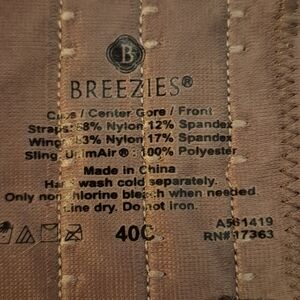 B
BREEZIES®
Cups / Center Gore / Front
Straps: 88% Nylon 12% Spandex
Wing: 83% Nylon 17% Spandex
Sling: UnimAir®: 100% Polyester
Made in China
Hand wash cold separately.
Only non-chlorine bleach when needed
Line dry. Do not iron.
40C
A561419
RN# 17363